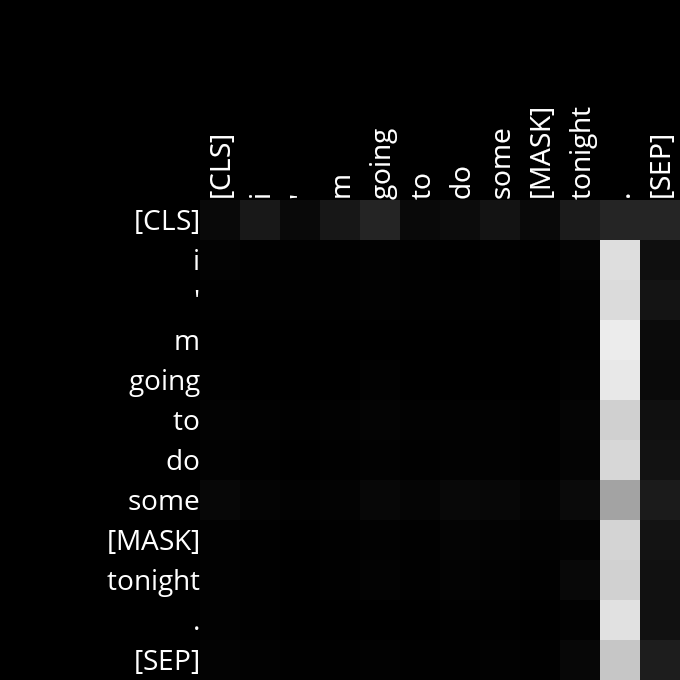 [CLS] i ' m going to do some [MASK] tonight . [SEP]
[CLS]
i
'
m
going
to
do
some
[MASK]
tonight
.
[SEP]